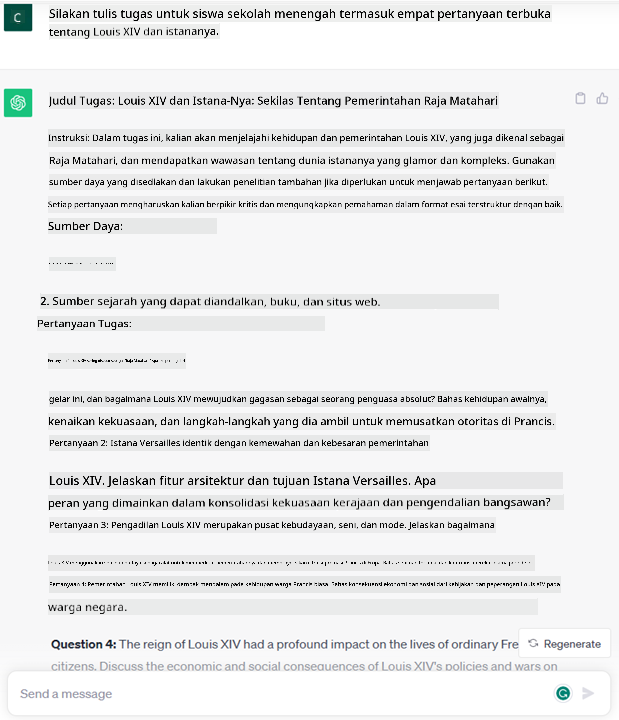 C
Silakan tulis tugas untuk siswa sekolah menengah termasuk empat pertanyaan terbuka
tentang Louis XIV dan istananya.
Judul Tugas: Louis XIV dan Istana-Nya: Sekilas Tentang Pemerintahan Raja Matahari
Instruksi: Dalam tugas ini, kalian akan menjelajahi kehidupan dan pemerintahan Louis XIV, yang juga dikenal sebagai
Raja Matahari, dan mendapatkan wawasan tentang dunia istananya yang glamor dan kompleks. Gunakan
sumber daya yang disediakan dan lakukan penelitian tambahan jika diperlukan untuk menjawab pertanyaan berikut.
Setiap pertanyaan mengharuskan kalian berpikir kritis dan mengungkapkan pemahaman dalam format esai terstruktur dengan baik.
Sumber Daya:
2. Sumber sejarah yang dapat diandalkan, buku, dan situs web.
Pertanyaan Tugas:
gelar ini, dan bagaimana Louis XIV mewujudkan gagasan sebagai seorang penguasa absolut? Bahas kehidupan awalnya,
kenaikan kekuasaan, dan langkah-langkah yang dia ambil untuk memusatkan otoritas di Prancis.
Pertanyaan 2: Istana Versailles identik dengan kemewahan dan kebesaran pemerintahan
Louis XIV. Jelaskan fitur arsitektur dan tujuan Istana Versailles. Apa
peran yang dimainkan dalam konsolidasi kekuasaan kerajaan dan pengendalian bangsawan?
Pertanyaan 3: Pengadilan Louis XIV merupakan pusat kebudayaan, seni, dan mode. Jelaskan bagaimana
Pertanyaan 4: Pemerintahan Louis XIV memiliki dampak mendalam pada kehidupan warga Prancis biasa. Bahas konsekuensi ekonomi dan sosial dari kebijakan dan peperangan Louis XIV pada
warga negara.
Question 4: The reign of Louis XIV had a profound impact on the lives of ordinary Fre
Regenerate
citizens. Discuss the economic and social consequences of Louis XIV's policies and wars on
Send a message